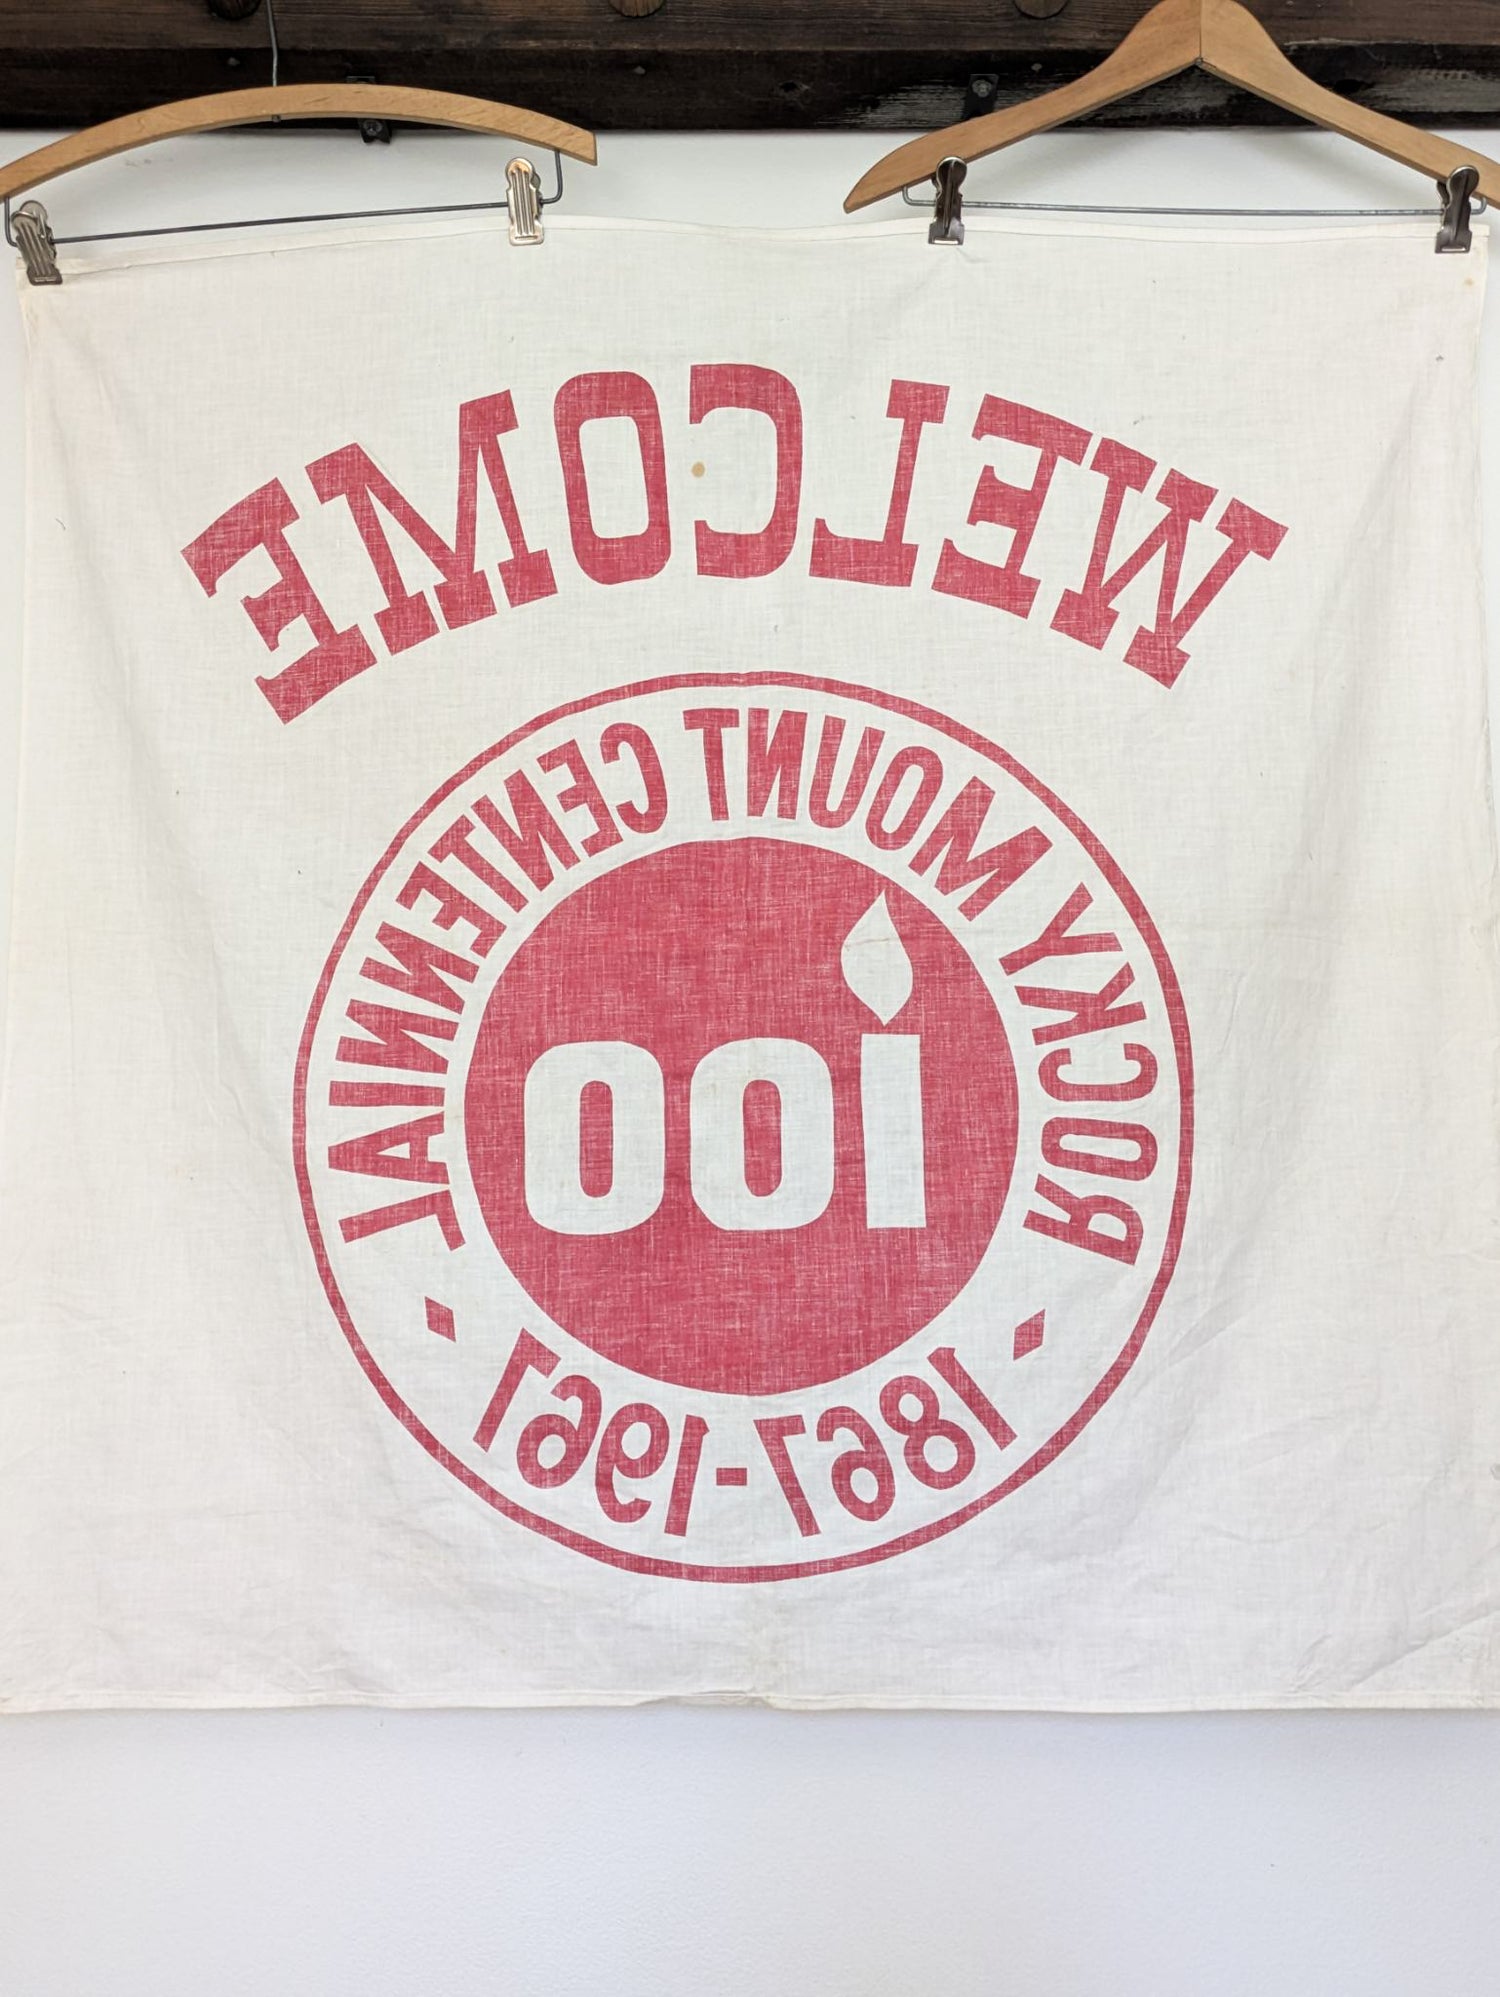 WELCOME
ROCKY MOUNT CENTENNIAL
100
1867-1967